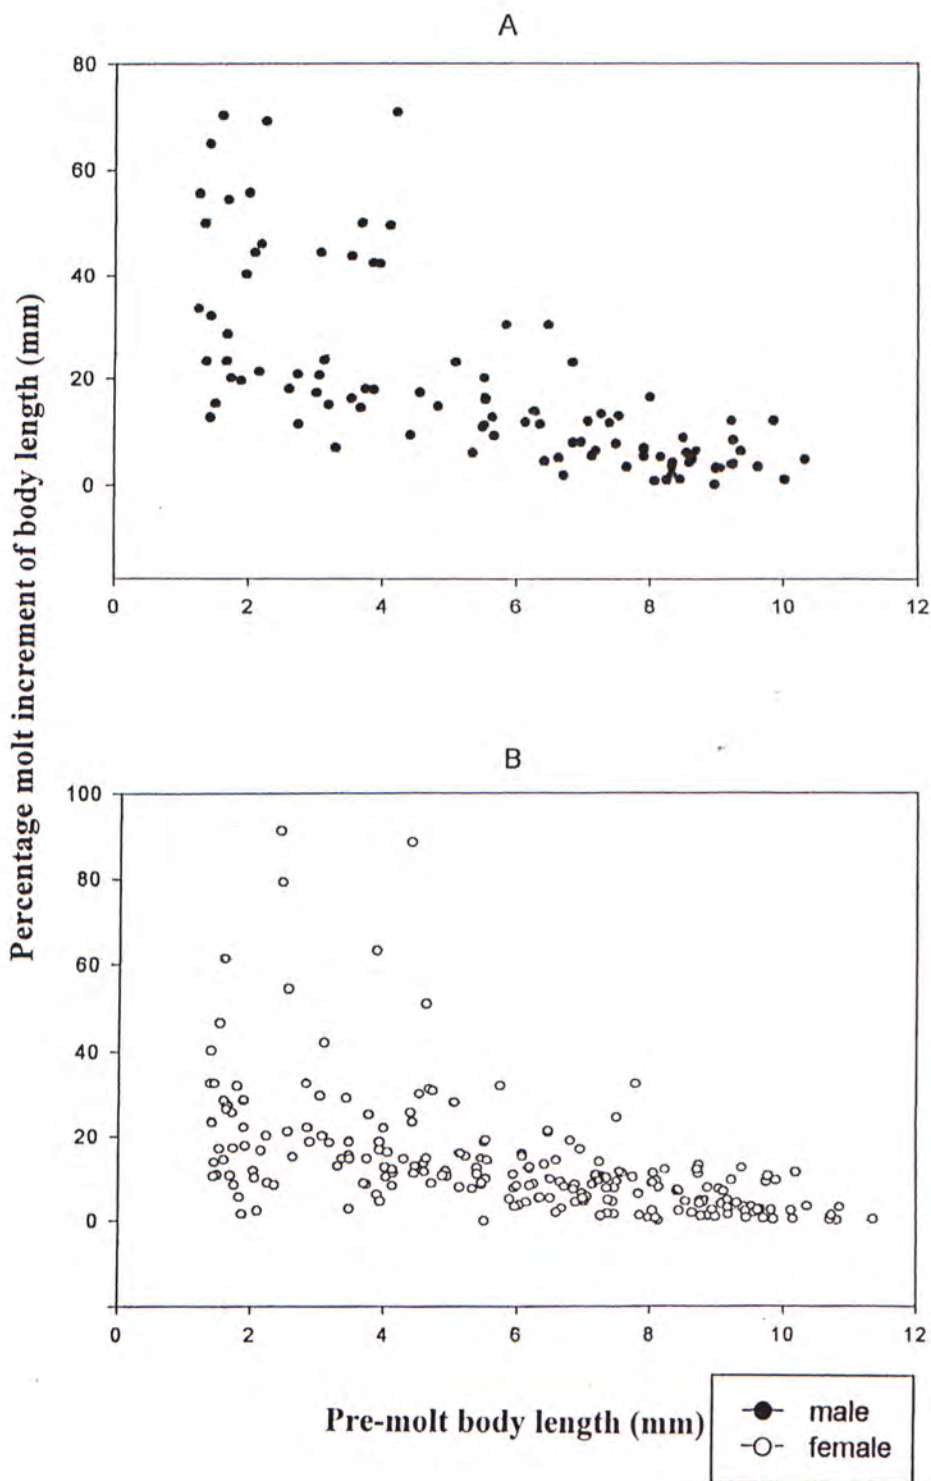 A
80
60
40
20
0
0 2 4 6 8 10 12
Percentage molt increment of body length (mm)
B
100
80
60
40
20
0
0 2 4 6 8 10 12
Pre-molt body length (mm)
male
female